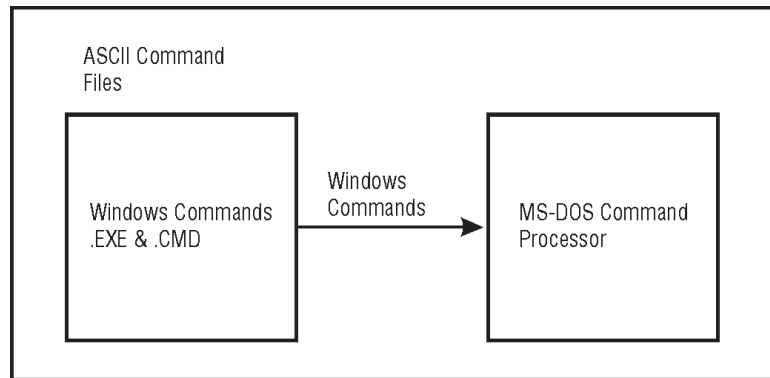 ASCII Command
Files
Windows Commands
.EXE & .CMD
Windows
Commands
MS-DOS Command
Processor